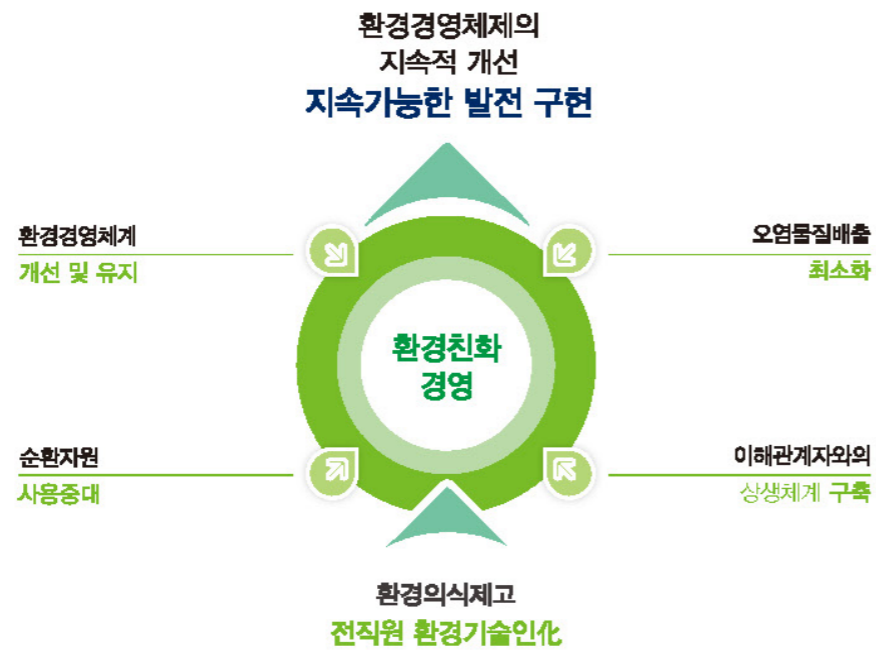 환경경영체제의
지속적 개선
지속가능한 발전 구현
환경경영체계
개선 및 유지
오염물질배출
최소화
환경친화
경영
순환자원
사용증대
이해관계자와의
상생체계 구축
환경의식제고
전직원 환경기술인化